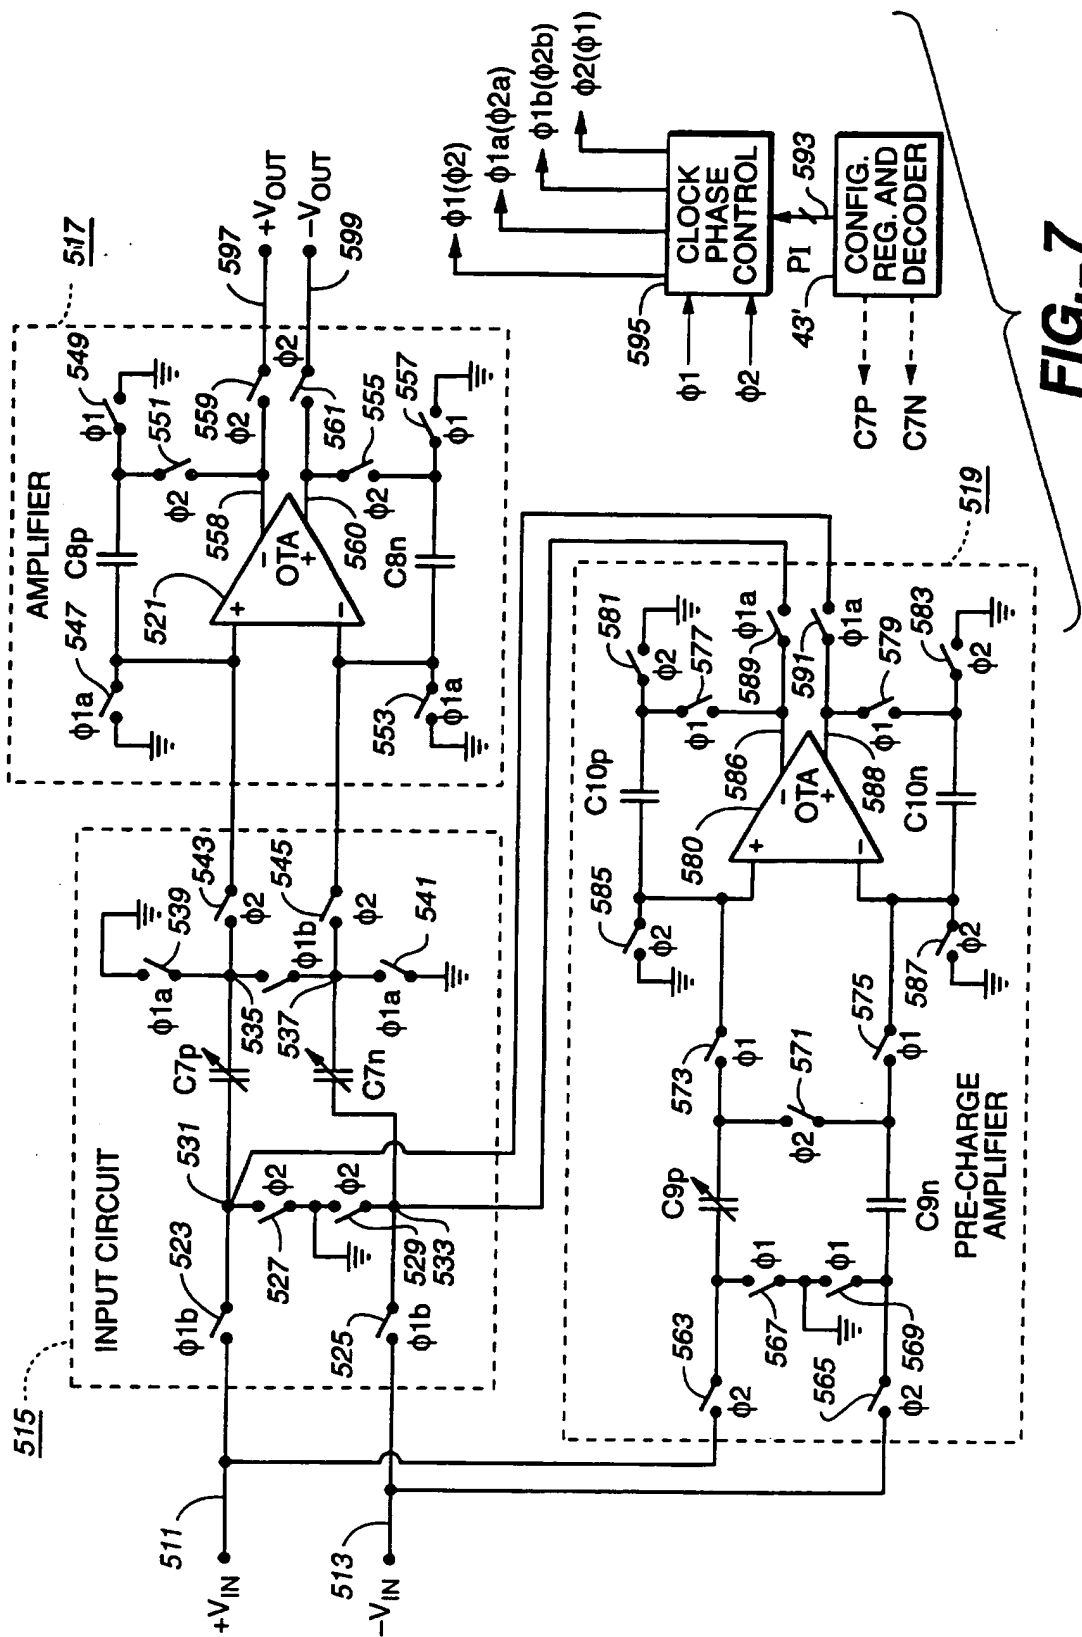 515
INPUT CIRCUIT
+VIN
511
−VIN
513
φ1b
523
525
φ1b
531
φ2
φ2
527
529
533
C7p
C7n
φ1a
539
535
537
φ1b
φ1a
541
543
φ2
545
φ2
517
AMPLIFIER
547
φ1a
C8p
φ1
549
551
φ2
521
+
−
OTA
−
+
558
560
559
φ2
φ2
561
555
φ2
557
φ1
553
φ1a
C8n
597
+VOUT
−VOUT
599
519
PRE-CHARGE
AMPLIFIER
563
φ2
565
φ2
φ1
φ1
567
569
C9p
C9n
φ2
571
573
φ1
575
φ1
585
φ2
587
φ2
C10p
C10n
580
+
−
OTA
−
+
586
588
581
φ2
577
φ1
589
φ1a
591
φ1a
579
φ1
583
φ2
φ1(φ2)
φ1a(φ2a)
φ1b(φ2b)
φ2(φ1)
595
CLOCK
PHASE
CONTROL
φ1
φ2
PI
593
43'
CONFIG.
REG. AND
DECODER
C7P
C7N
FIG._7